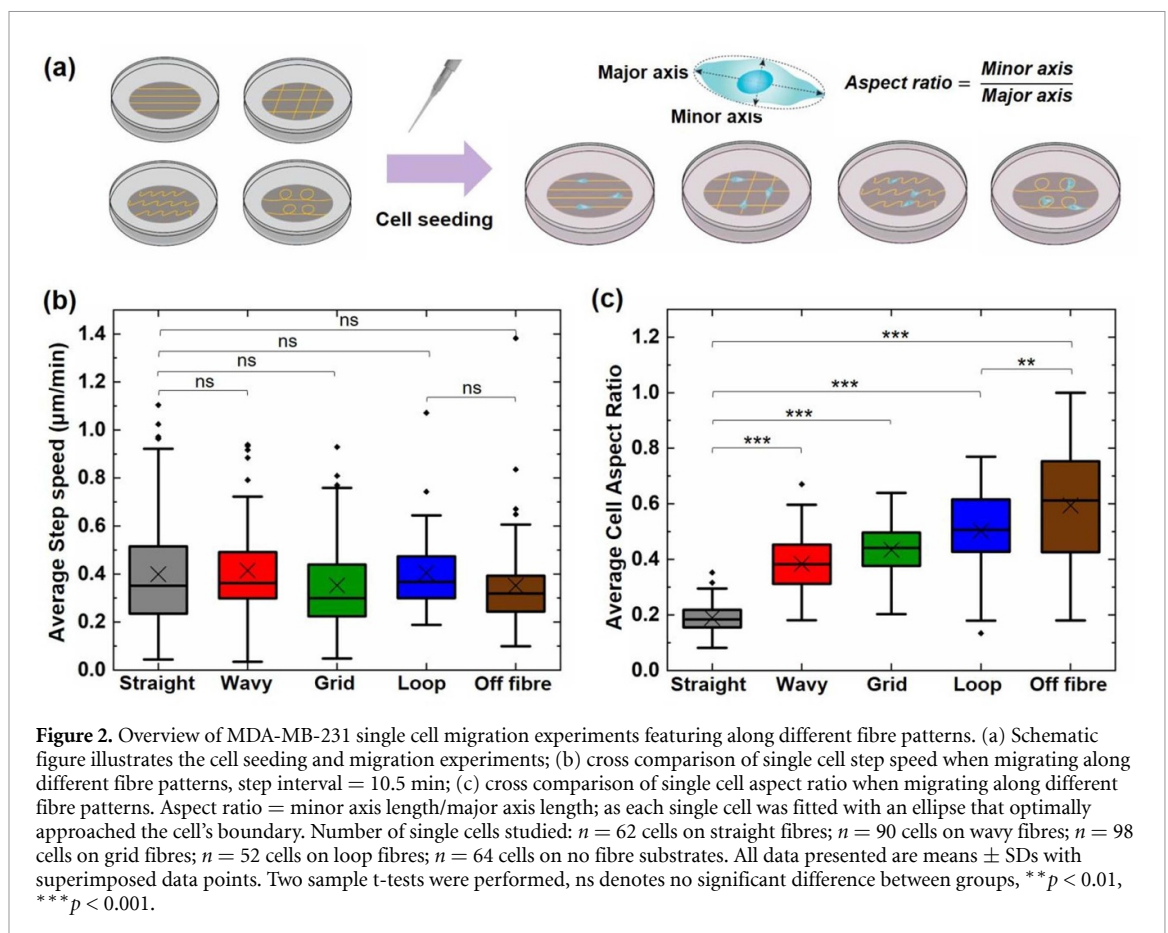 (a)
Major axis
Minor axis
Aspect ratio = Minor axis / Major axis
Cell seeding
(b)
Average Step speed (μm/min)
1.4
1.2
1.0
0.8
0.6
0.4
0.2
0.0
ns
ns
ns
ns
ns
Straight Wavy Grid Loop Off fibre
(c)
Average Cell Aspect Ratio
1.2
1.0
0.8
0.6
0.4
0.2
0.0
***
**
***
***
***
Straight Wavy Grid Loop Off fibre
Figure 2. Overview of MDA-MB-231 single cell migration experiments featuring along different fibre patterns. (a) Schematic
figure illustrates the cell seeding and migration experiments; (b) cross comparison of single cell step speed when migrating along
different fibre patterns, step interval = 10.5 min; (c) cross comparison of single cell aspect ratio when migrating along different
fibre patterns. Aspect ratio = minor axis length/major axis length; as each single cell was fitted with an ellipse that optimally
approached the cell's boundary. Number of single cells studied: n = 62 cells on straight fibres; n = 90 cells on wavy fibres; n = 98
cells on grid fibres; n = 52 cells on loop fibres; n = 64 cells on no fibre substrates. All data presented are means ± SDs with
superimposed data points. Two sample t-tests were performed, ns denotes no significant difference between groups, **p < 0.01,
***p < 0.001.